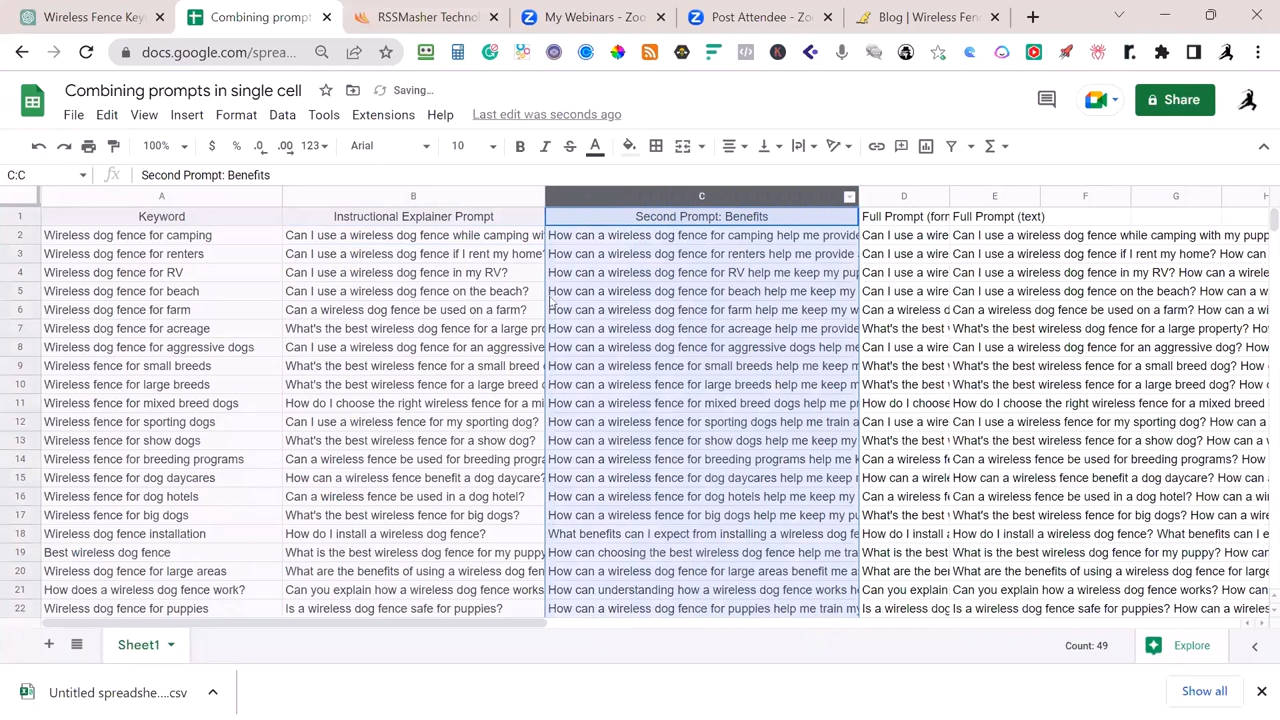 Wireless Fence Key
Combining prompt
RSSMasher Technol
My Webinars - Zoo
Post Attendee - Zo
Blog | Wireless Fen
docs.google.com/sprea...
Combining prompts in single cell
Saving...
Share
File Edit View Insert Format Data Tools Extensions Help Last edit was seconds ago
100% $ % .0 .00 123 Arial 10 B I S A
C:C fx Second Prompt: Benefits
A B C D E F G H
1 Keyword Instructional Explainer Prompt Second Prompt: Benefits Full Prompt (forn Full Prompt (text)
2 Wireless dog fence for camping Can I use a wireless dog fence while camping wi How can a wireless dog fence for camping help me provide Can I use a wire Can I use a wireless dog fence while camping with my pupp
3 Wireless dog fence for renters Can I use a wireless dog fence if I rent my home? How can a wireless dog fence for renters help me provide Can I use a wire Can I use a wireless dog fence if I rent my home? How can
4 Wireless dog fence for RV Can I use a wireless dog fence in my RV? How can a wireless dog fence for RV help me keep my pup Can I use a wire Can I use a wireless dog fence in my RV? How can a wirele
5 Wireless dog fence for beach Can I use a wireless dog fence on the beach? How can a wireless dog fence for beach help me keep my Can I use a wire Can I use a wireless dog fence on the beach? How can a w
6 Wireless dog fence for farm Can a wireless dog fence be used on a farm? How can a wireless dog fence for farm help me keep my w Can a wireless d Can a wireless dog fence be used on a farm? How can a w
7 Wireless dog fence for acreage What's the best wireless dog fence for a large pro How can a wireless dog fence for acreage help me provide What's the best What's the best wireless dog fence for a large property? Ho
8 Wireless dog fence for aggressive dogs Can I use a wireless dog fence for an aggressive How can a wireless dog fence for aggressive dogs help me Can I use a wire Can I use a wireless dog fence for an aggressive dog? How
9 Wireless fence for small breeds What's the best wireless dog fence for a small breed How can a wireless fence for small breeds help me keep m What's the best What's the best wireless dog fence for a small breed dog? H
10 Wireless fence for large breeds What's the best wireless dog fence for a large breed How can a wireless fence for large breeds help me keep m What's the best What's the best wireless dog fence for a large breed dog? H
11 Wireless fence for mixed breed dogs How do I choose the right wireless fence for a mi How can a wireless fence for mixed breed dogs help me p How do I choose How do I choose the right wireless fence for a mixed breed
12 Wireless fence for sporting dogs Can I use a wireless fence for my sporting dog? How can a wireless fence for sporting dogs help me train a Can I use a wire Can I use a wireless fence for my sporting dog? How can a
13 Wireless fence for show dogs What's the best wireless fence for a show dog? How can a wireless fence for show dogs help me keep my What's the best What's the best wireless fence for a show dog? How can a
14 Wireless fence for breeding programs Can a wireless fence be used for breeding progra How can a wireless fence for breeding programs help me k Can a wireless f Can a wireless fence be used for breeding programs? How
15 Wireless fence for dog daycares How can a wireless fence benefit a dog daycare? How can a wireless fence for dog daycares help me keep How can a wirele How can a wireless fence benefit a dog daycare? How can
16 Wireless fence for dog hotels Can a wireless fence be used in a dog hotel? How can a wireless fence for dog hotels help me keep my Can a wireless f Can a wireless fence be used in a dog hotel? How can a wi
17 Wireless fence for big dogs What's the best wireless fence for big dogs? How can a wireless fence for big dogs help me keep my pu What's the best What's the best wireless fence for big dogs? How can a wir
18 Wireless dog fence installation How do I install a wireless dog fence? What benefits can I expect from installing a wireless dog fe How do I install a How do I install a wireless dog fence? What benefits can I
19 Best wireless dog fence What is the best wireless dog fence for my puppy How can choosing the best wireless dog fence help me tra What is the best What is the best wireless dog fence for my puppy? How can
20 Wireless dog fence for large areas What are the benefits of using a wireless dog fen How can a wireless dog fence for large areas benefit me a What are the ber What are the benefits of using a wireless dog fence for large
21 How does a wireless dog fence work? Can you explain how a wireless dog fence works How can understanding how a wireless dog fence works h Can you explain Can you explain how a wireless dog fence works? How can
22 Wireless dog fence for puppies Is a wireless dog fence safe for puppies? How can a wireless dog fence for puppies help me train my Is a wireless dog Is a wireless dog fence safe for puppies? How can a wireles
Sheet1 Count: 49 Explore
Untitled spreadshe....csv Show all